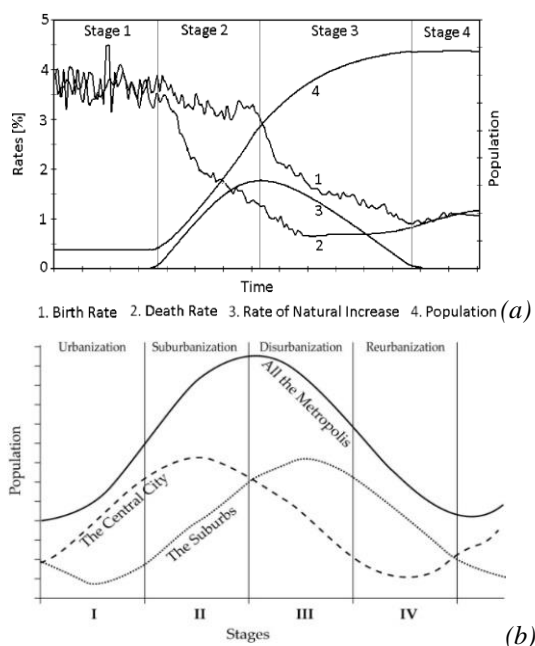 Stage 1 Stage 2 Stage 3 Stage 4
5
4
3
2
1
0
Rates [%]
Population
4
1
3
2
Time
1. Birth Rate 2. Death Rate 3. Rate of Natural Increase 4. Population (a)
Urbanization Suburbanization Disurbanization Reurbanization
Population
All the Metropolis
The Central City
The Suburbs
I II III IV
Stages
(b)